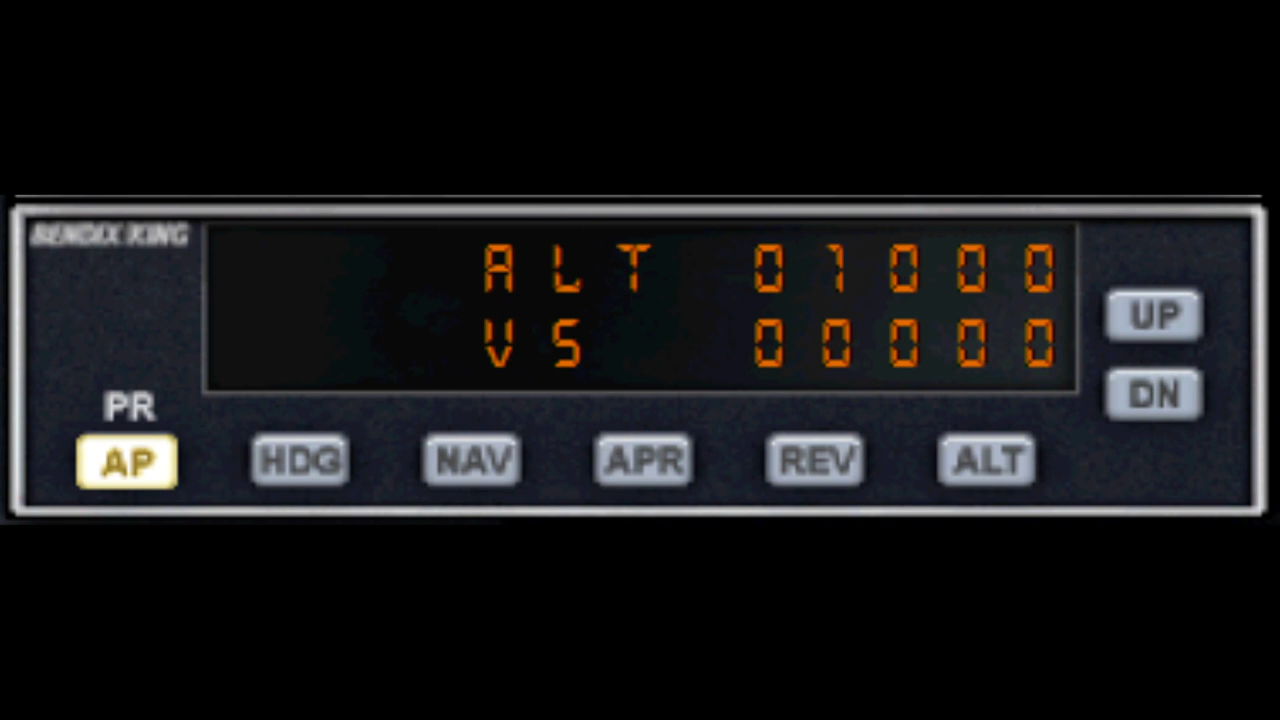 BENDIX KING
ALT 01000
VS 00000
UP
DN
PR
AP HDG NAV APR REV ALT